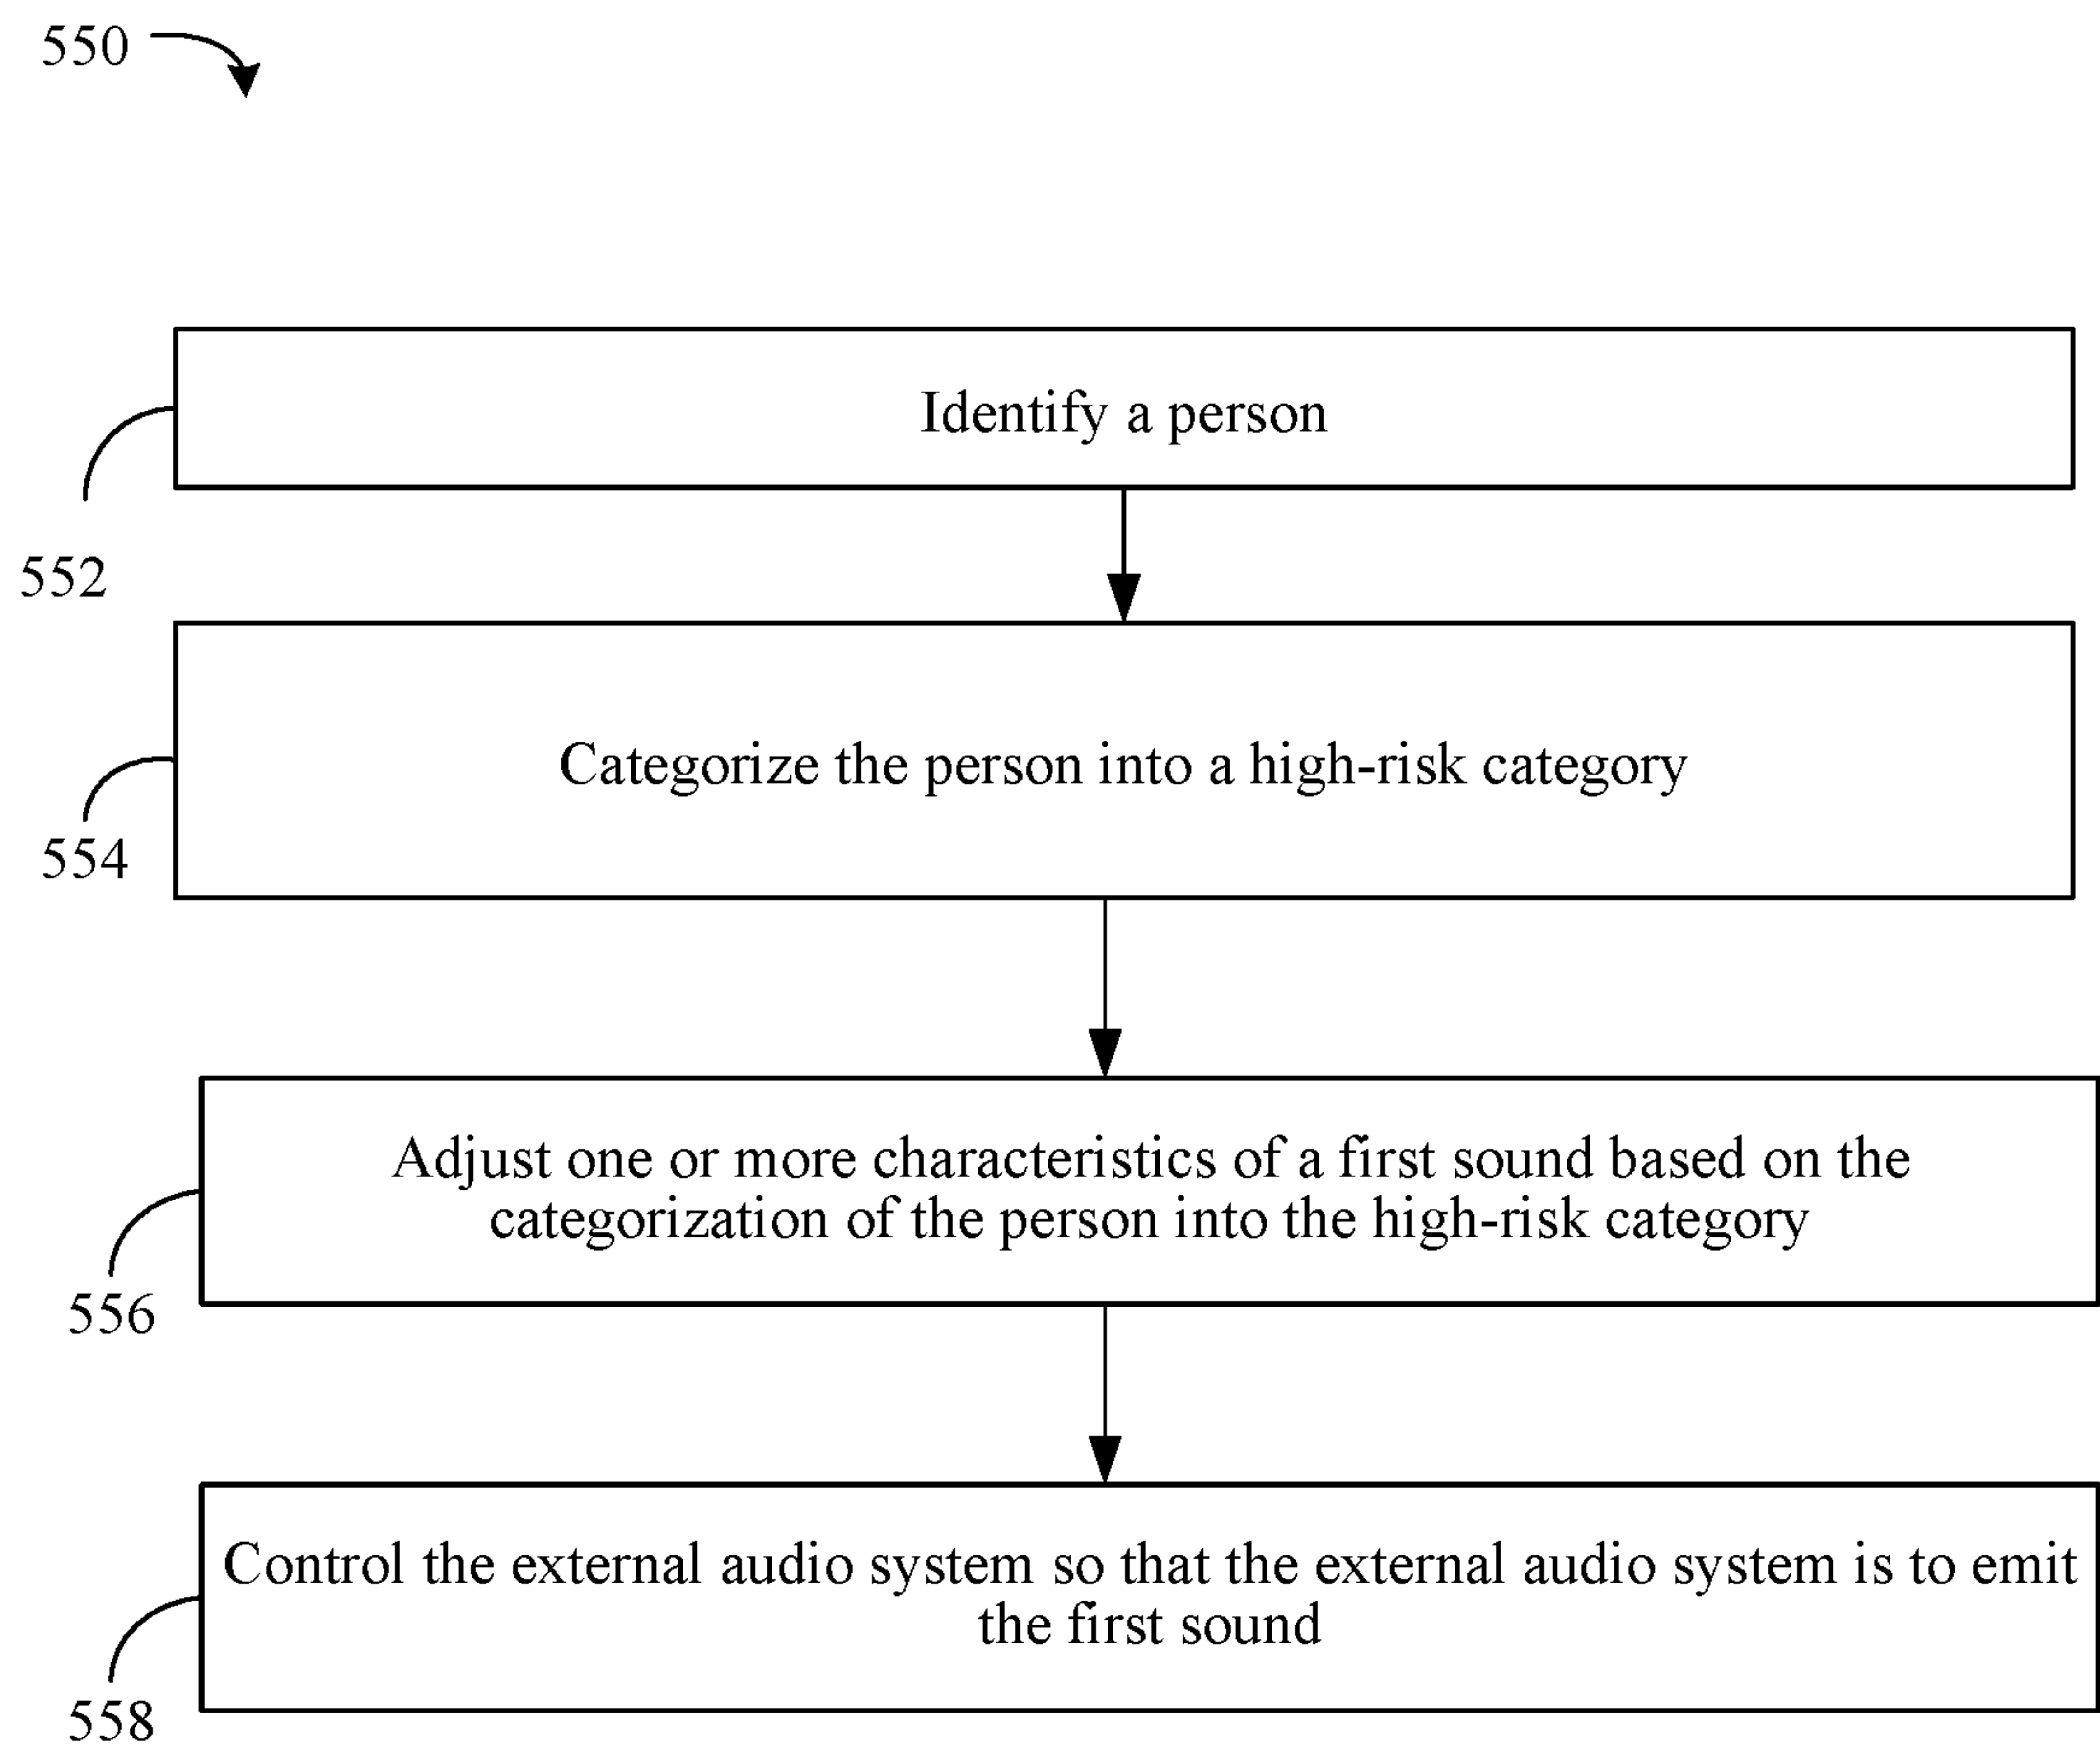 550
Identify a person
552
Categorize the person into a high-risk category
554
Adjust one or more characteristics of a first sound based on the
categorization of the person into the high-risk category
556
Control the external audio system so that the external audio system is to emit
the first sound
558